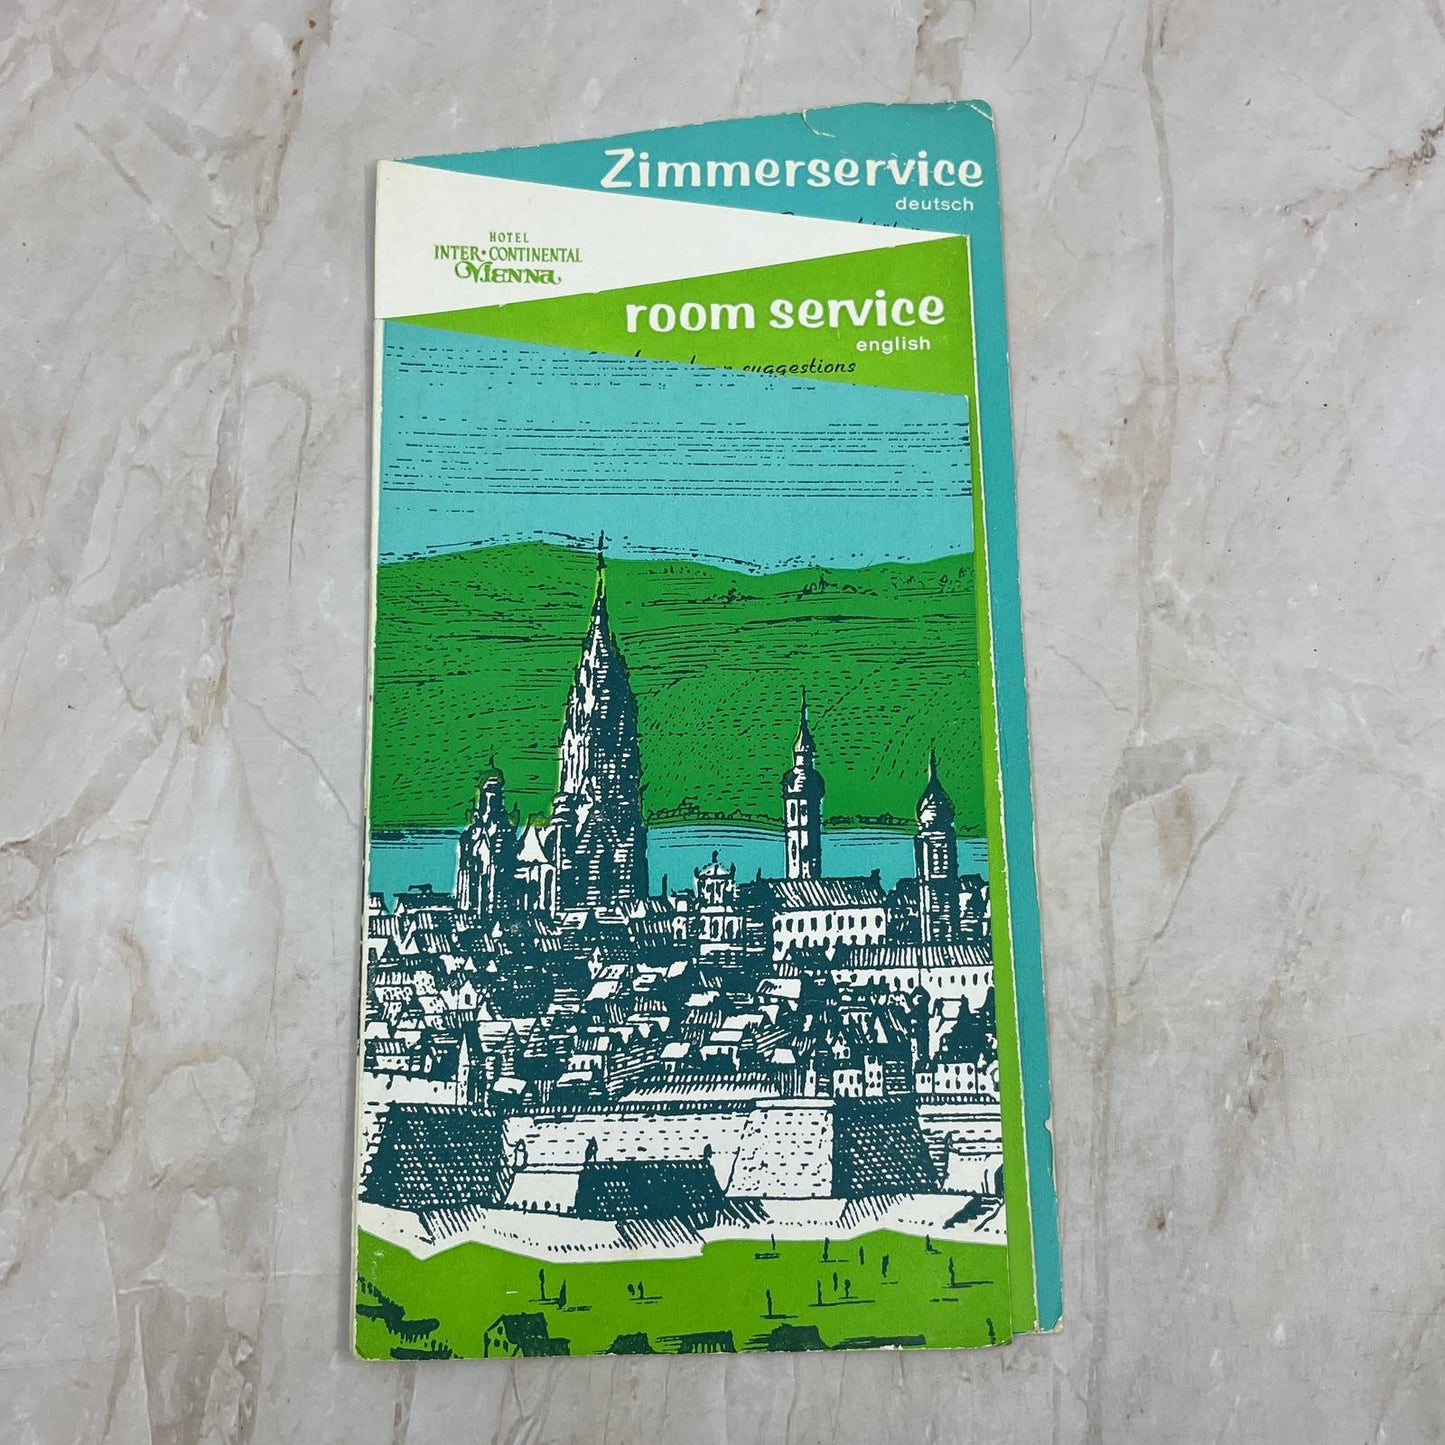 Zimmerservice
deutsch
HOTEL
INTER•CONTINENTAL
VIENNA
room service
english
suggestions